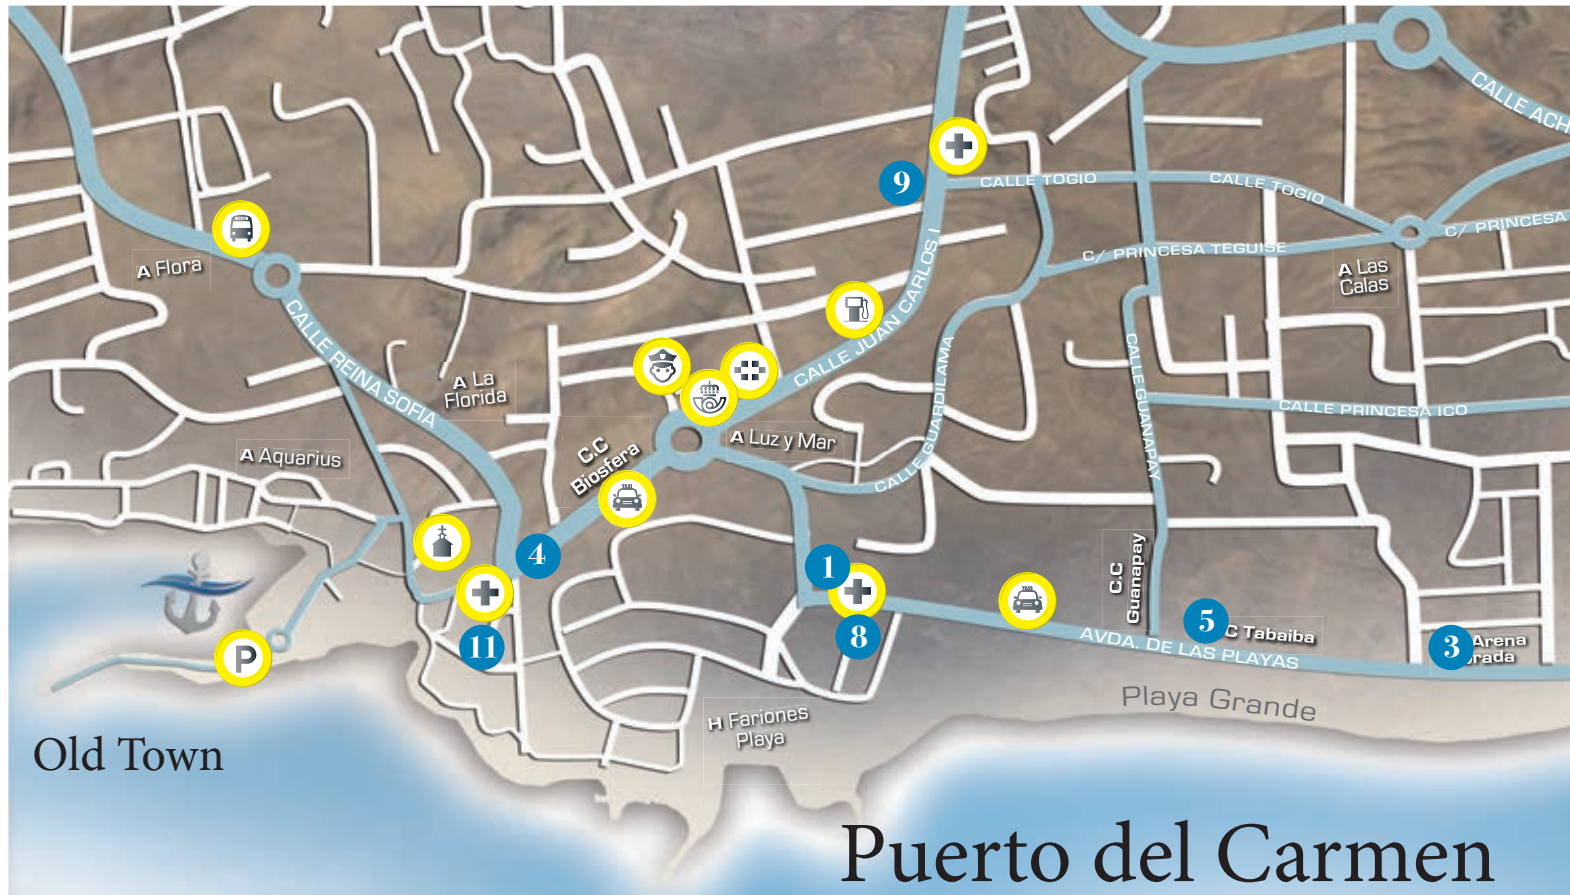 CALLE ACH
9
CALLE TOGIO
CALLE TOGIO
C/ PRINCESA
C/ PRINCESA TEGUISE
A Flora
A Las
Calas
CALLE JUAN CARLOS I
CALLE REINA SOFIA
A La
Florida
CALLE GUARDILAMA
CALLE GUANAPAY
CALLE PRINCESA ICO
A Luz y Mar
C.C
Biosfera
A Aquarius
TAXI
4
1
TAXI
C.C
Guanapay
11
8
5
C Tabaiba
3
Arena
rada
AVDA. DE LAS PLAYAS
P
Playa Grande
H Fariones
Playa
Old Town
Puerto del Carmen